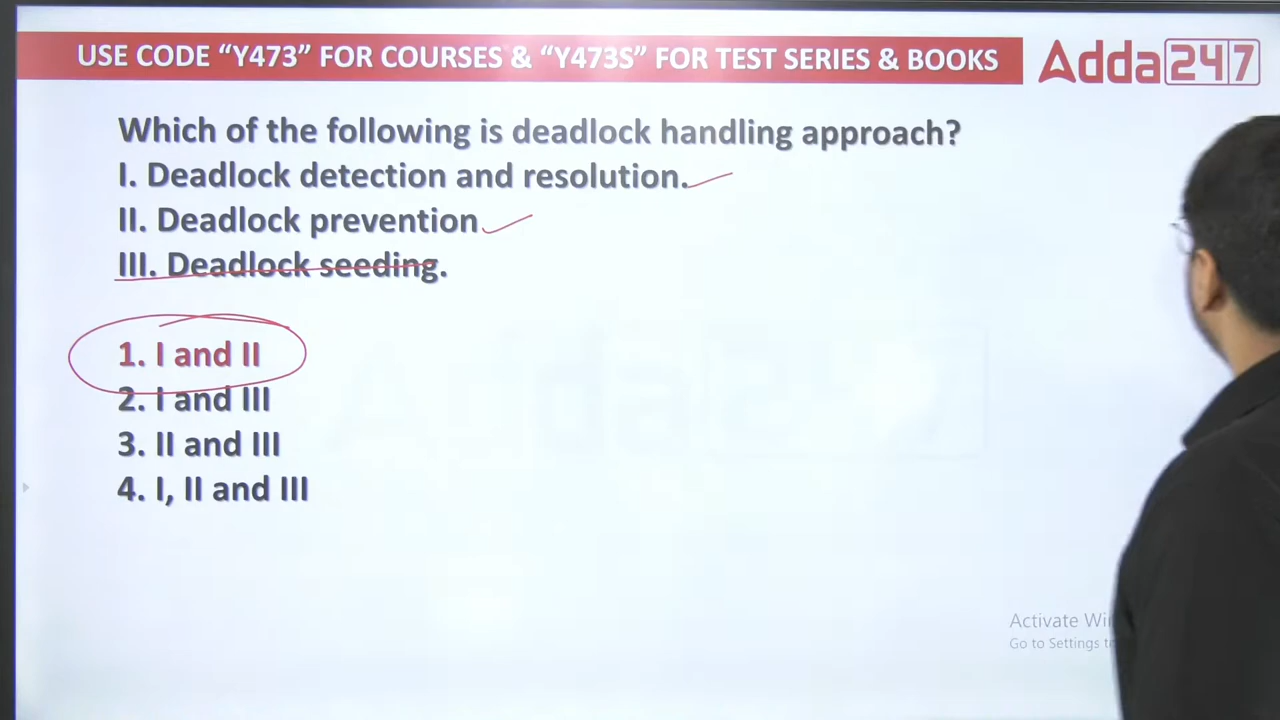 USE CODE “Y473” FOR COURSES & “Y473S” FOR TEST SERIES & BOOKS
Adda247
Which of the following is deadlock handling approach?
I. Deadlock detection and resolution.
II. Deadlock prevention
III. Deadlock seeding.
1. I and II
2. I and III
3. II and III
4. I, II and III
Activate
Go to Settings